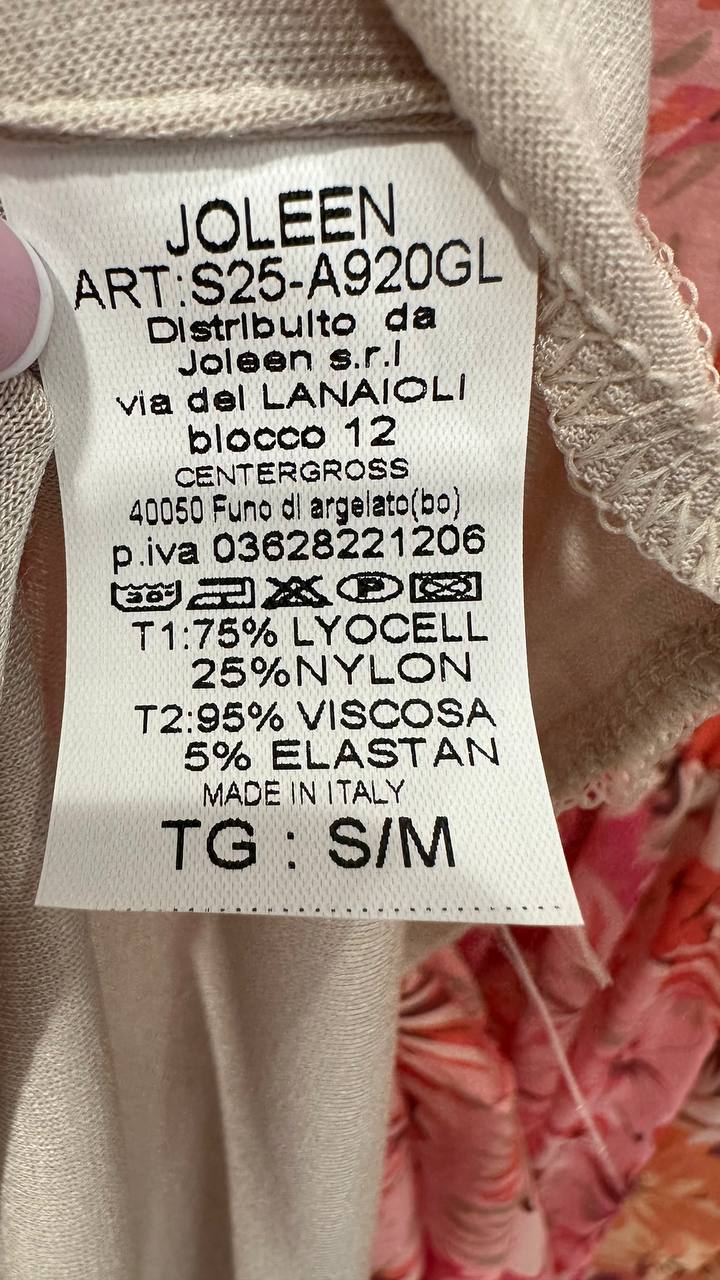 JOLEEN
ART:S25-A920GL
Distribuito da
Joleen s.r.l
via dei LANAIOLI
blocco 12
CENTERGROSS
40050 Funo di argelato(bo)
p.iva 03628221206
30° P
T1:75% LYOCELL
25%NYLON
T2:95% VISCOSA
5% ELASTAN
MADE IN ITALY
TG : S/M